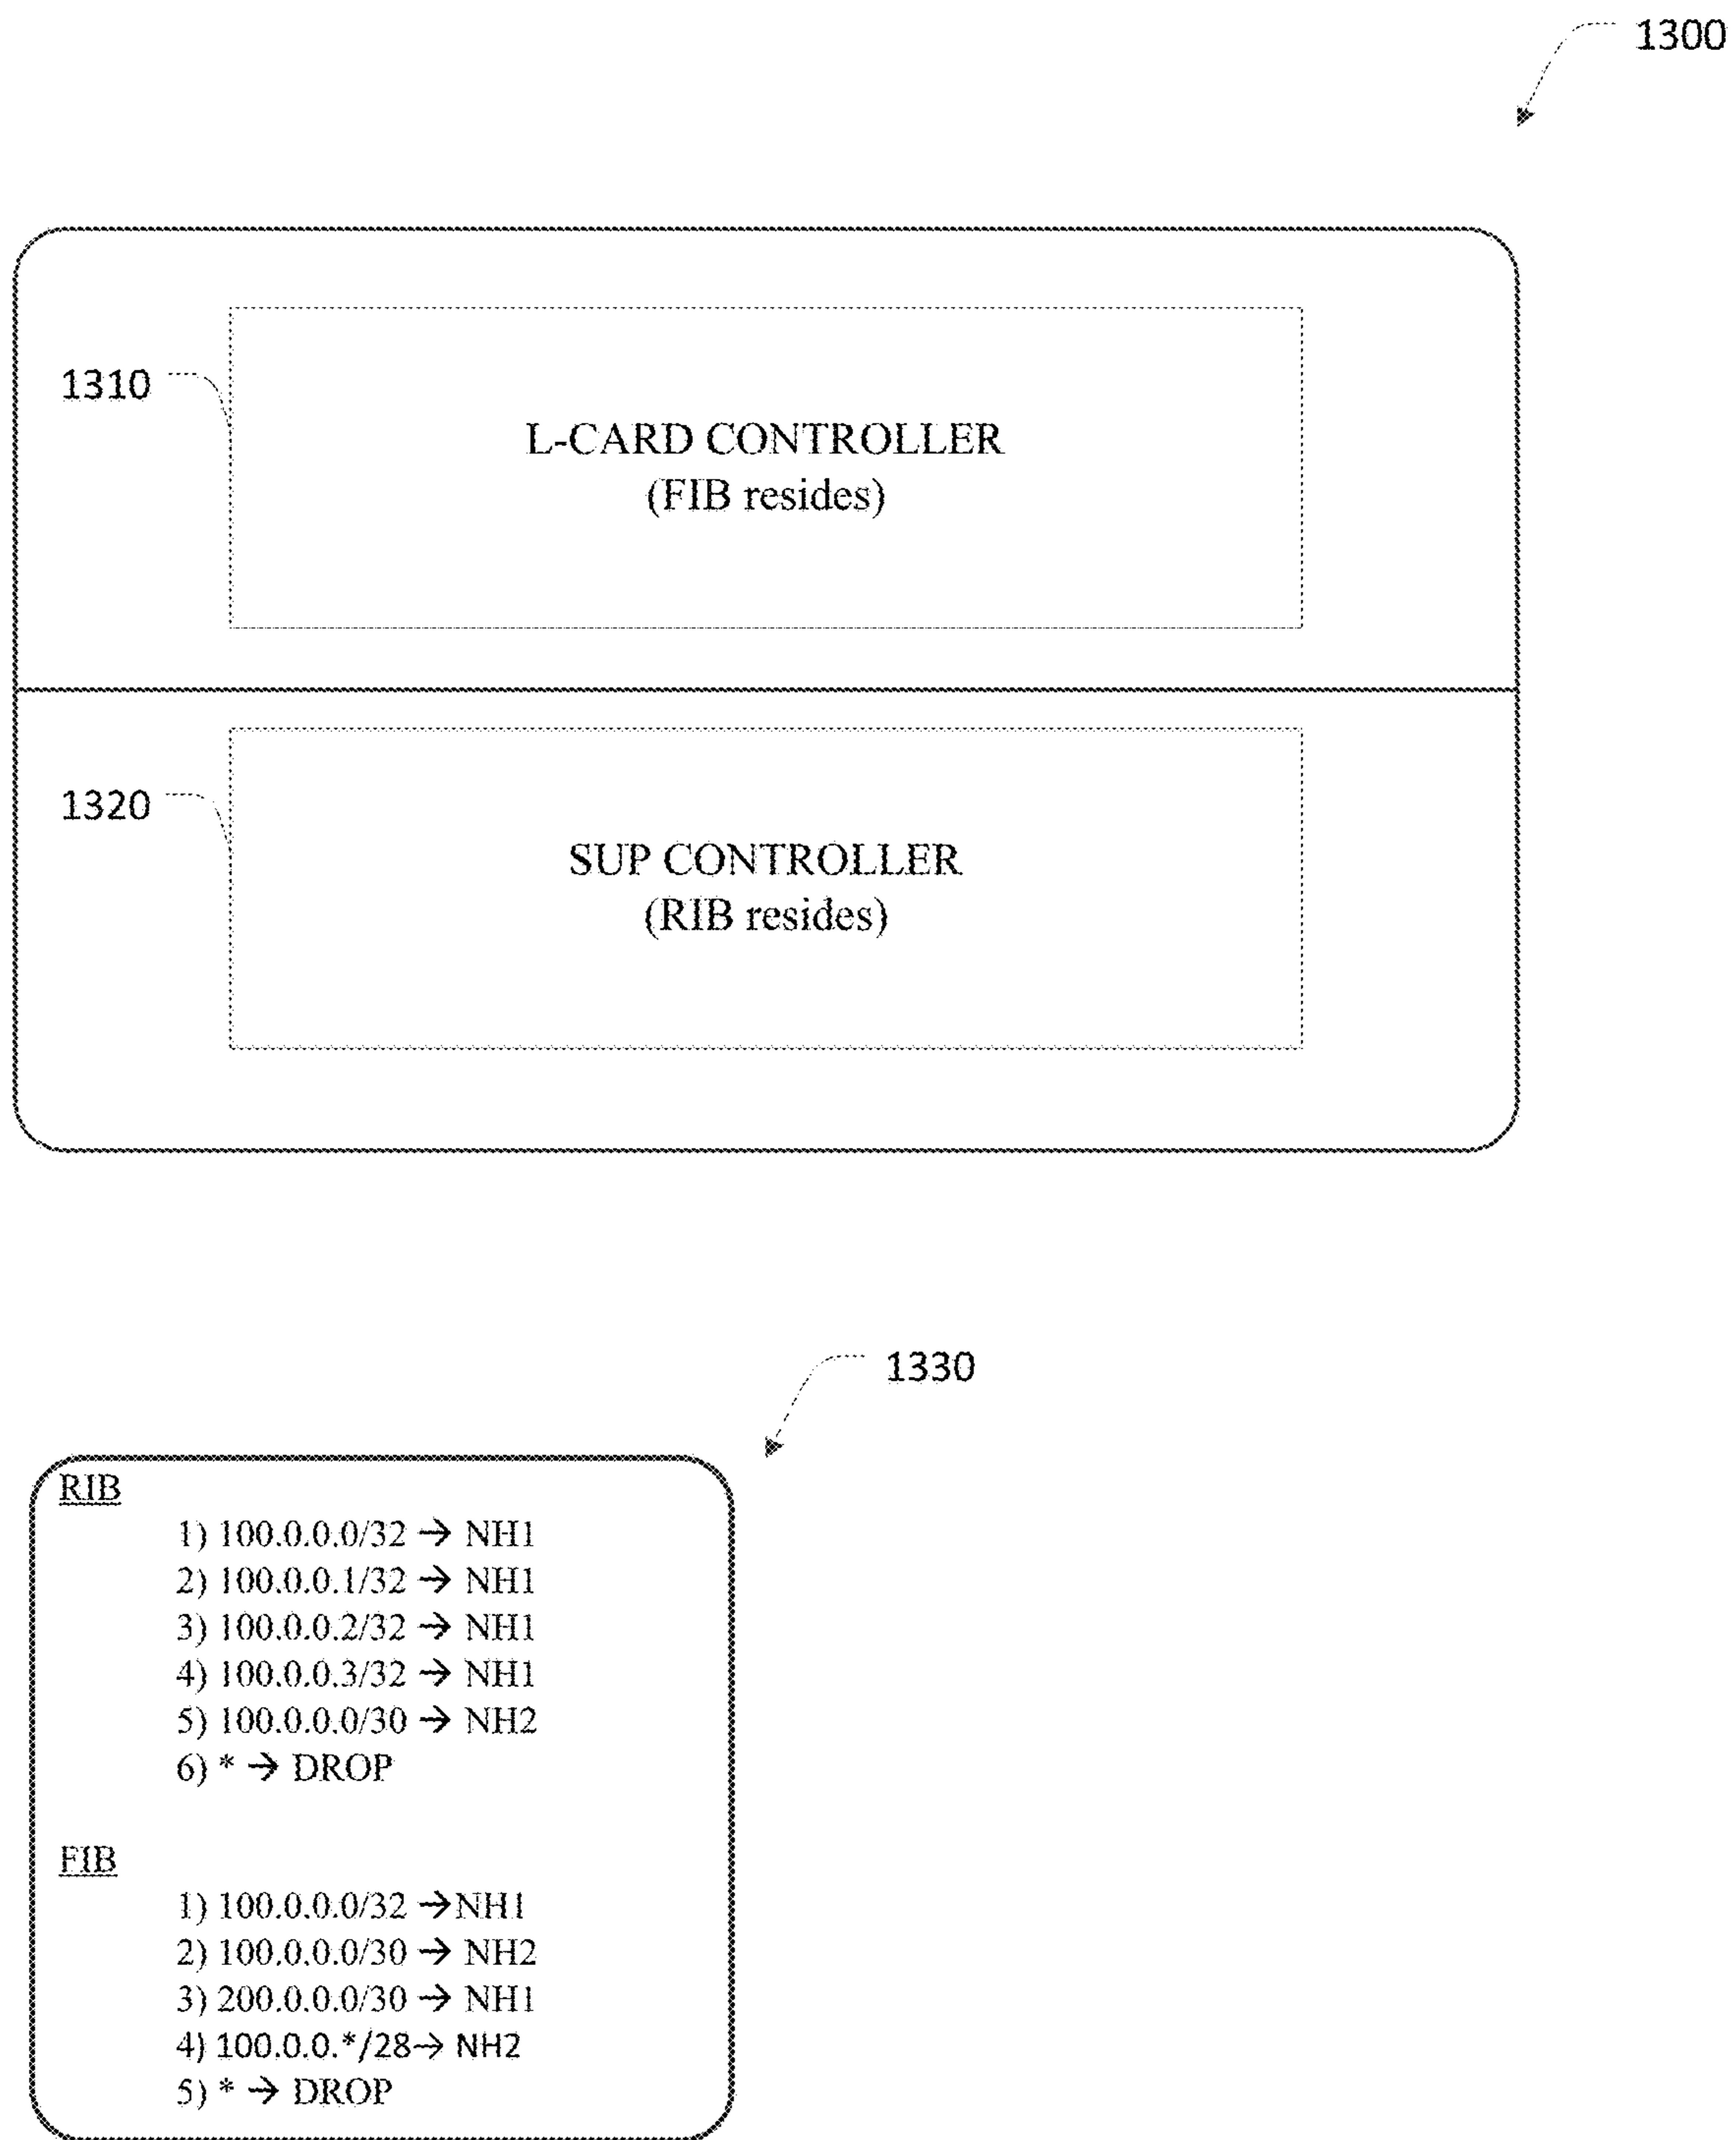 1300
1310
L-CARD CONTROLLER
(FIB resides)
1320
SUP CONTROLLER
(RIB resides)
1330
RIB
1) 100.0.0.0/32 → NH1
2) 100.0.0.1/32 → NH1
3) 100.0.0.2/32 → NH1
4) 100.0.0.3/32 → NH1
5) 100.0.0.0/30 → NH2
6) * → DROP
FIB
1) 100.0.0.0/32 →NH1
2) 100.0.0.0/30 → NH2
3) 200.0.0.0/30 → NH1
4) 100.0.0.*/28→ NH2
5) * → DROP